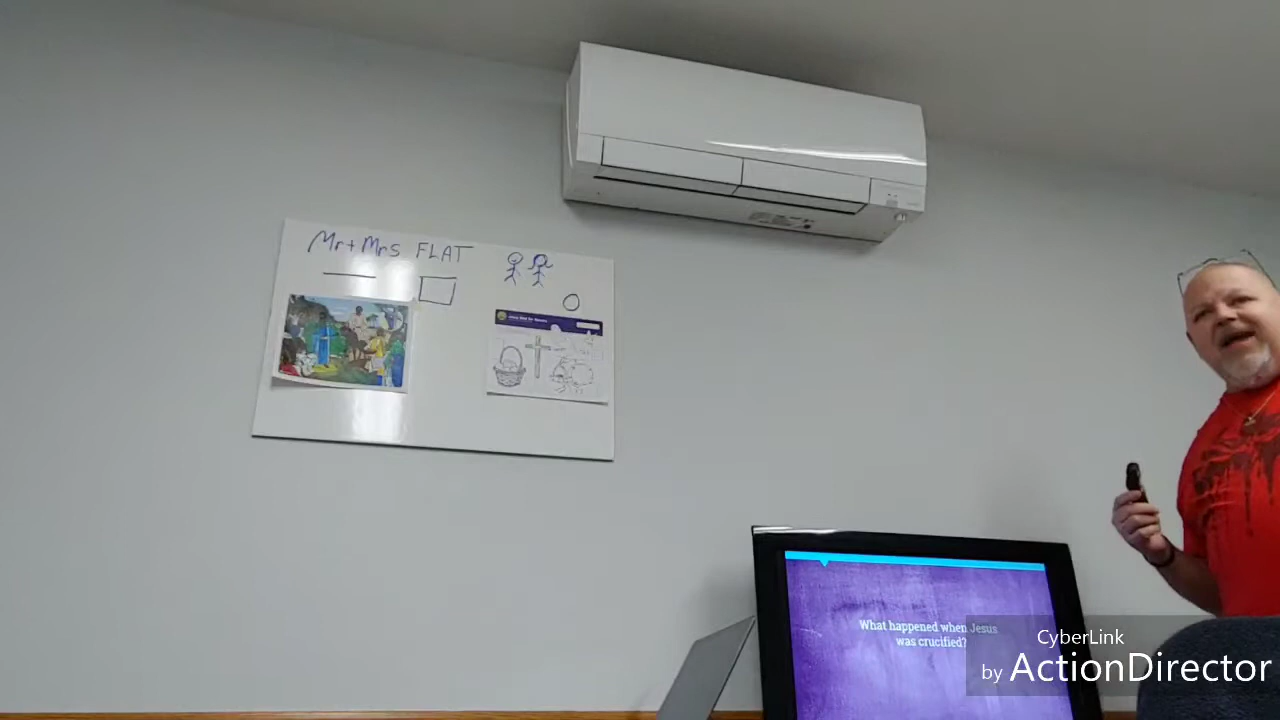 Mr + Mrs FLAT
What happened when Jesus
was crucified?
CyberLink
by ActionDirector